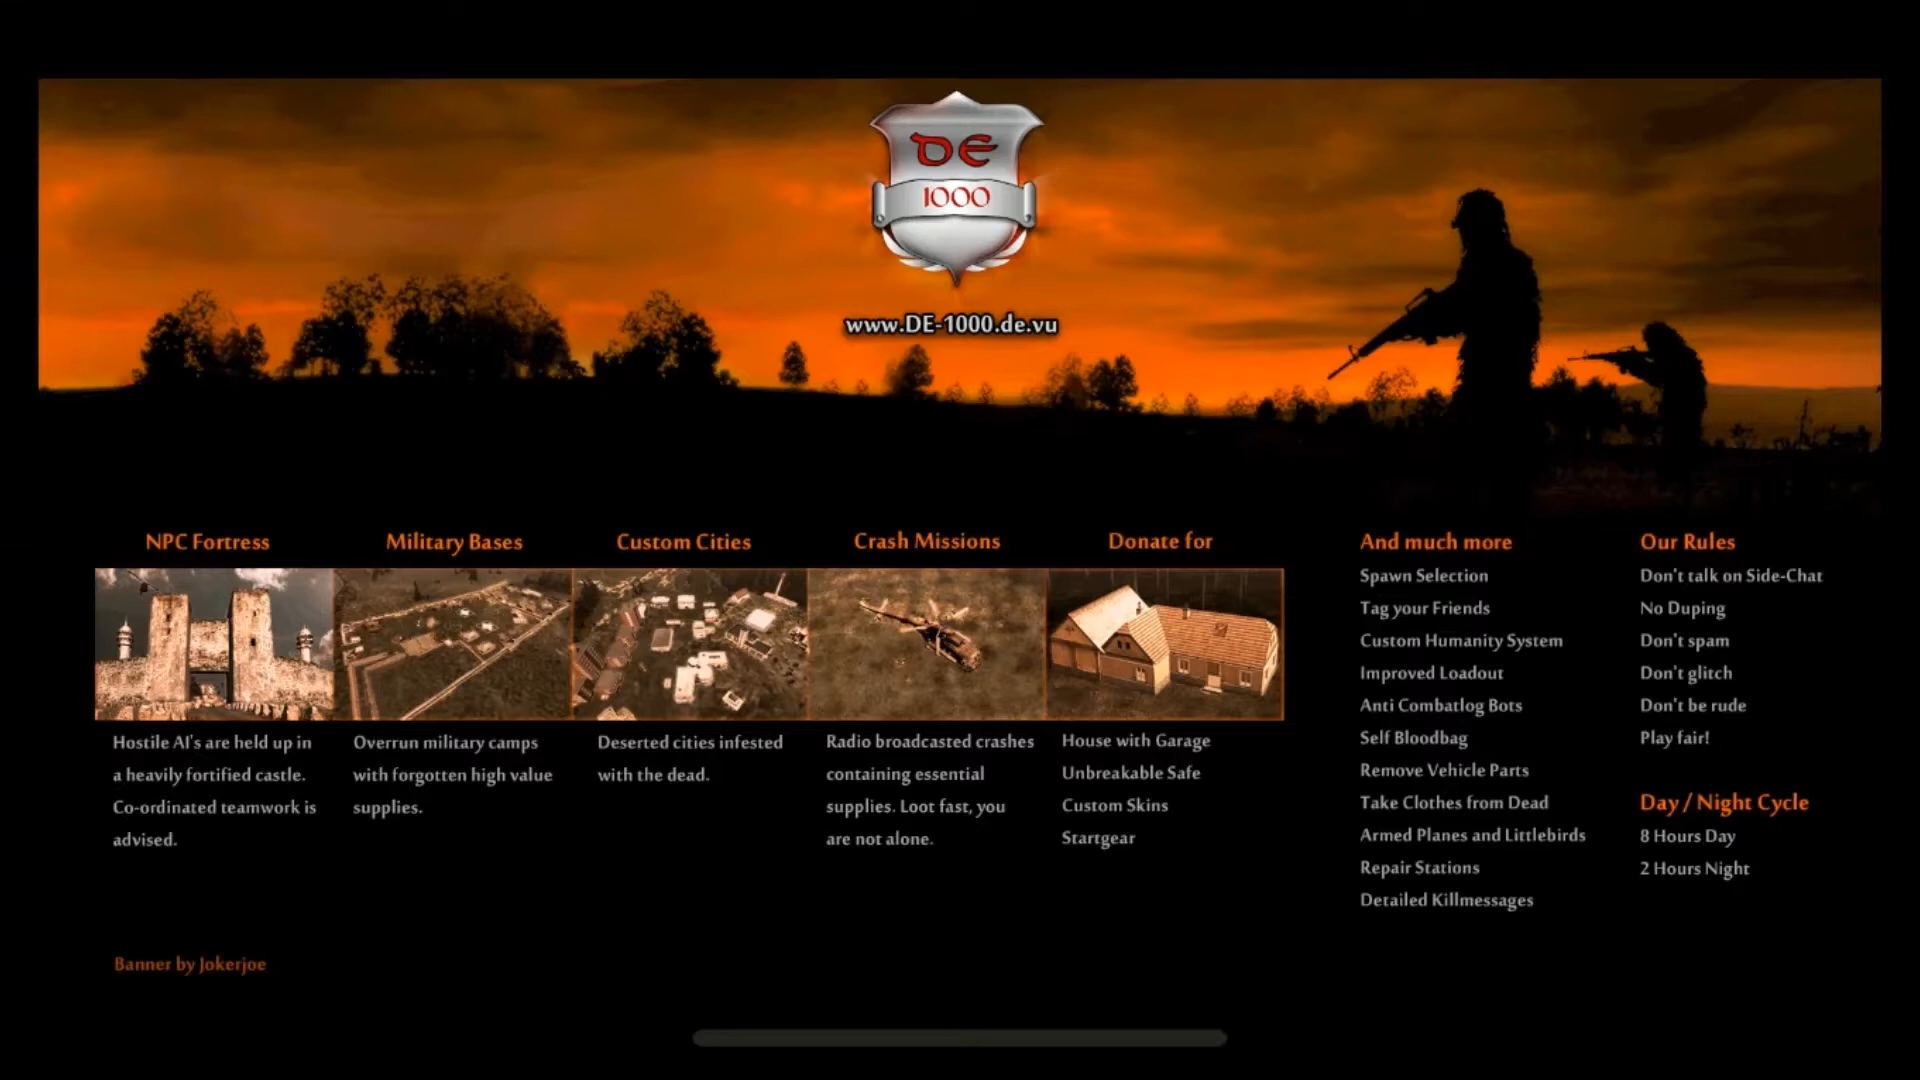 DE
1000
www.DE-1000.de.vu
NPC Fortress
Hostile AI's are held up in
a heavily fortified castle.
Co-ordinated teamwork is
advised.
Military Bases
Overrun military camps
with forgotten high value
supplies.
Custom Cities
Deserted cities infested
with the dead.
Crash Missions
Radio broadcasted crashes
containing essential
supplies. Loot fast, you
are not alone.
Donate for
House with Garage
Unbreakable Safe
Custom Skins
Startgear
And much more
Spawn Selection
Tag your Friends
Custom Humanity System
Improved Loadout
Anti Combatlog Bots
Self Bloodbag
Remove Vehicle Parts
Take Clothes from Dead
Armed Planes and Littlebirds
Repair Stations
Detailed Killmessages
Our Rules
Don't talk on Side-Chat
No Duping
Don't spam
Don't glitch
Don't be rude
Play fair!
Day / Night Cycle
8 Hours Day
2 Hours Night
Banner by Jokerjoe